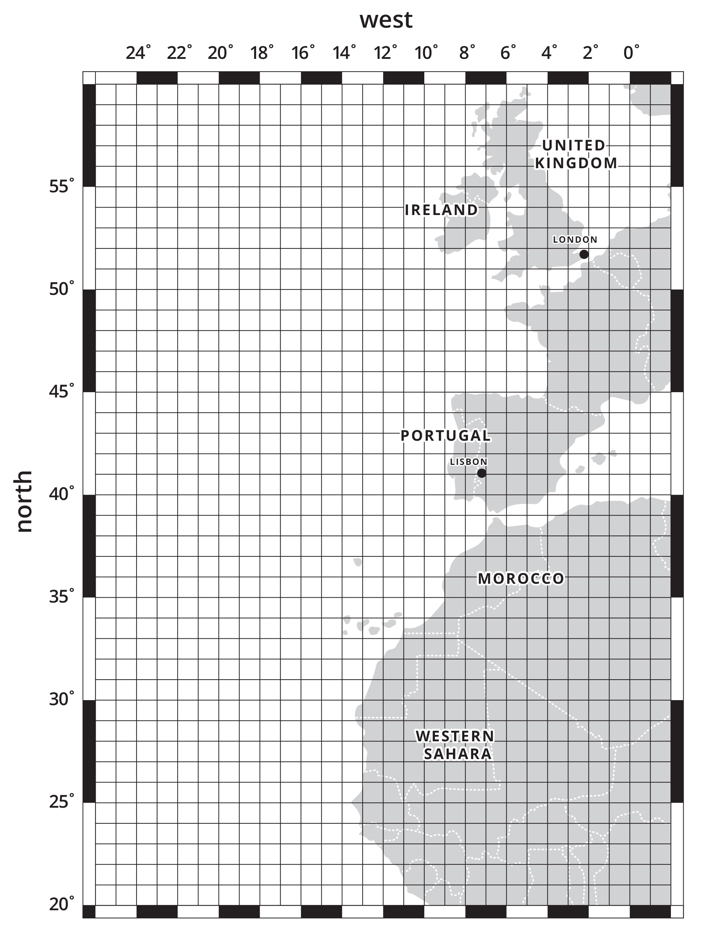 west
24° 22° 20° 18° 16° 14° 12° 10° 8° 6° 4° 2° 0°
UNITED
KINGDOM
55°
IRELAND
LONDON
50°
45°
PORTUGAL
LISBON
north
40°
MOROCCO
35°
30°
WESTERN
SAHARA
25°
20°